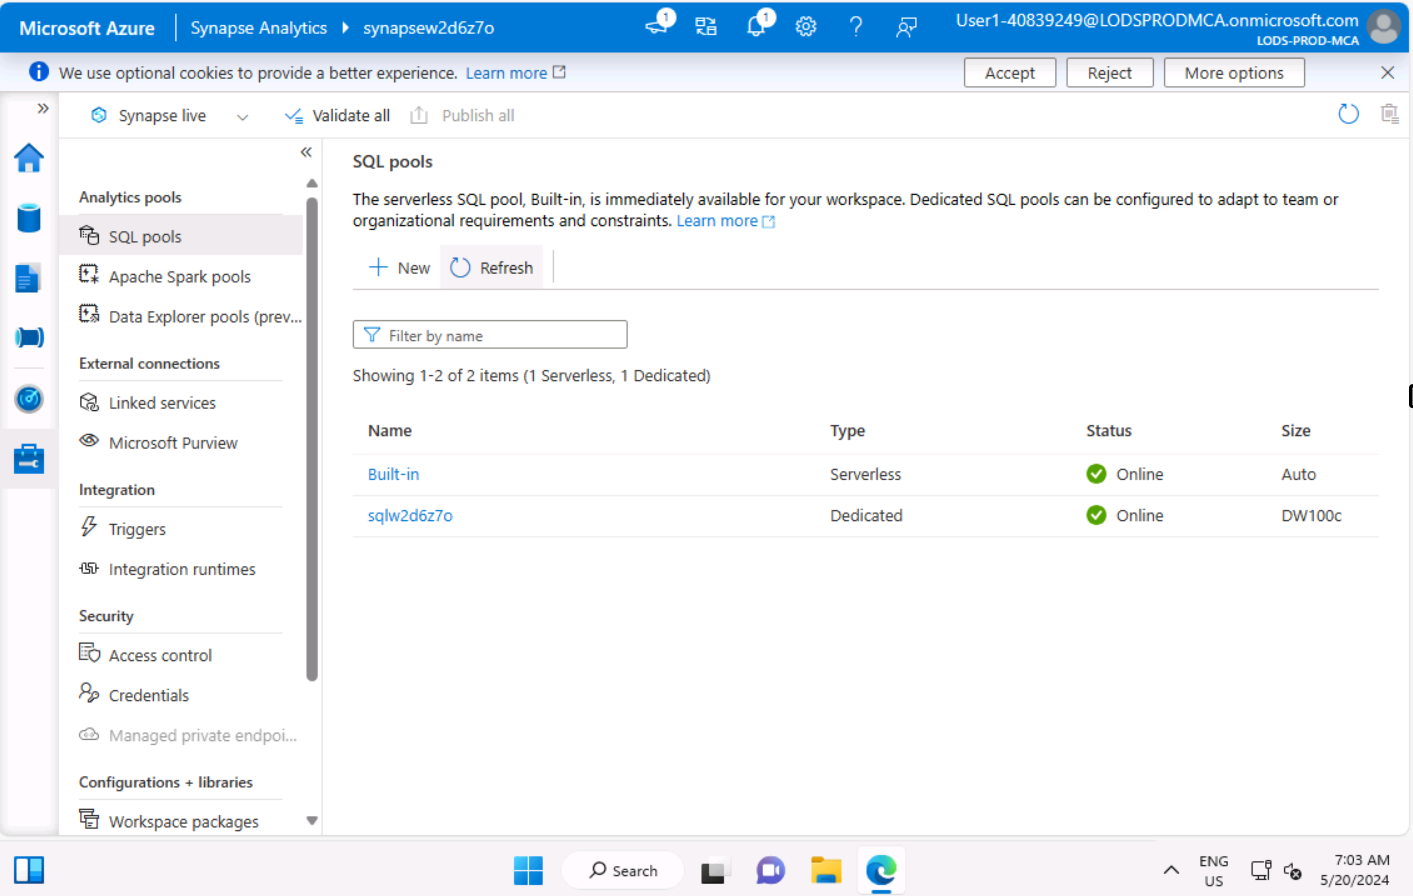 Microsoft Azure
Synapse Analytics
synapsew2d6z7o
1
1
User1-40839249@LODSPRODMCA.onmicrosoft.com
LODS-PROD-MCA
We use optional cookies to provide a better experience. Learn more
Accept
Reject
More options
Synapse live
Validate all
Publish all
Analytics pools
SQL pools
Apache Spark pools
Data Explorer pools (prev...
External connections
Linked services
Microsoft Purview
Integration
Triggers
Integration runtimes
Security
Access control
Credentials
Managed private endpoi...
Configurations + libraries
Workspace packages
SQL pools
The serverless SQL pool, Built-in, is immediately available for your workspace. Dedicated SQL pools can be configured to adapt to team or
organizational requirements and constraints. Learn more
New
Refresh
Filter by name
Showing 1-2 of 2 items (1 Serverless, 1 Dedicated)
Name Type Status Size
Built-in Serverless Online Auto
sqlw2d6z7o Dedicated Online DW100c
Search
ENG
US
7:03 AM
5/20/2024